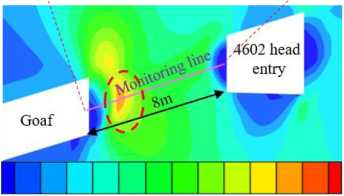 Monitoring line
4602 head
entry
8m
Goaf